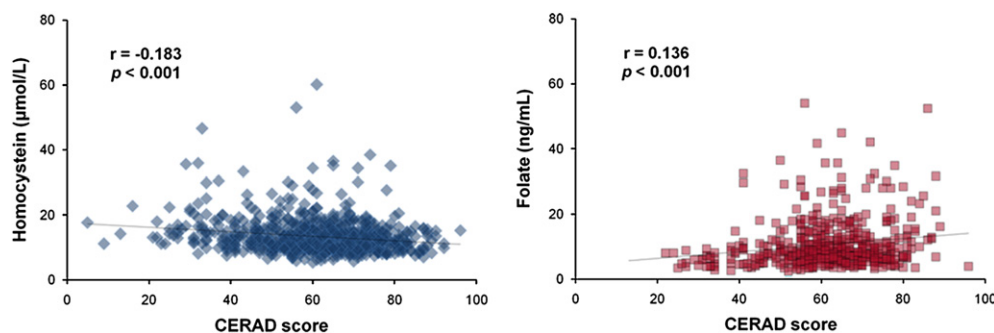 80
60
40
20
0
Homocystein (µmol/L)
r = -0.183
p < 0.001
0 20 40 60 80 100
CERAD score
80
60
40
20
0
Folate (ng/mL)
r = 0.136
p < 0.001
0 20 40 60 80 100
CERAD score